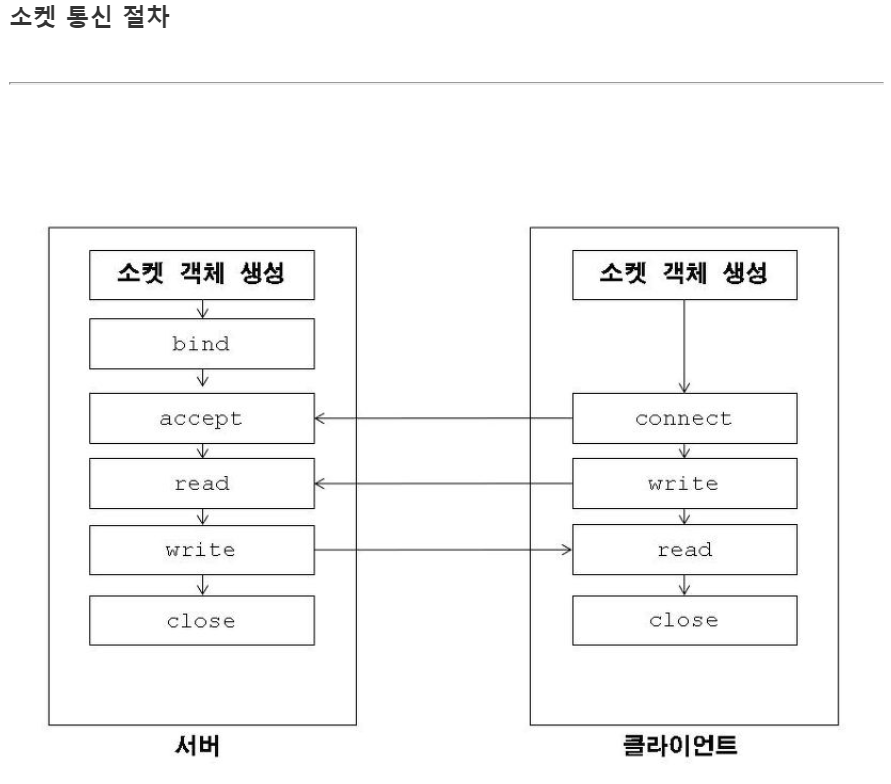 소켓 통신 절차
소켓 객체 생성
bind
accept
read
write
close
서버
소켓 객체 생성
connect
write
read
close
클라이언트